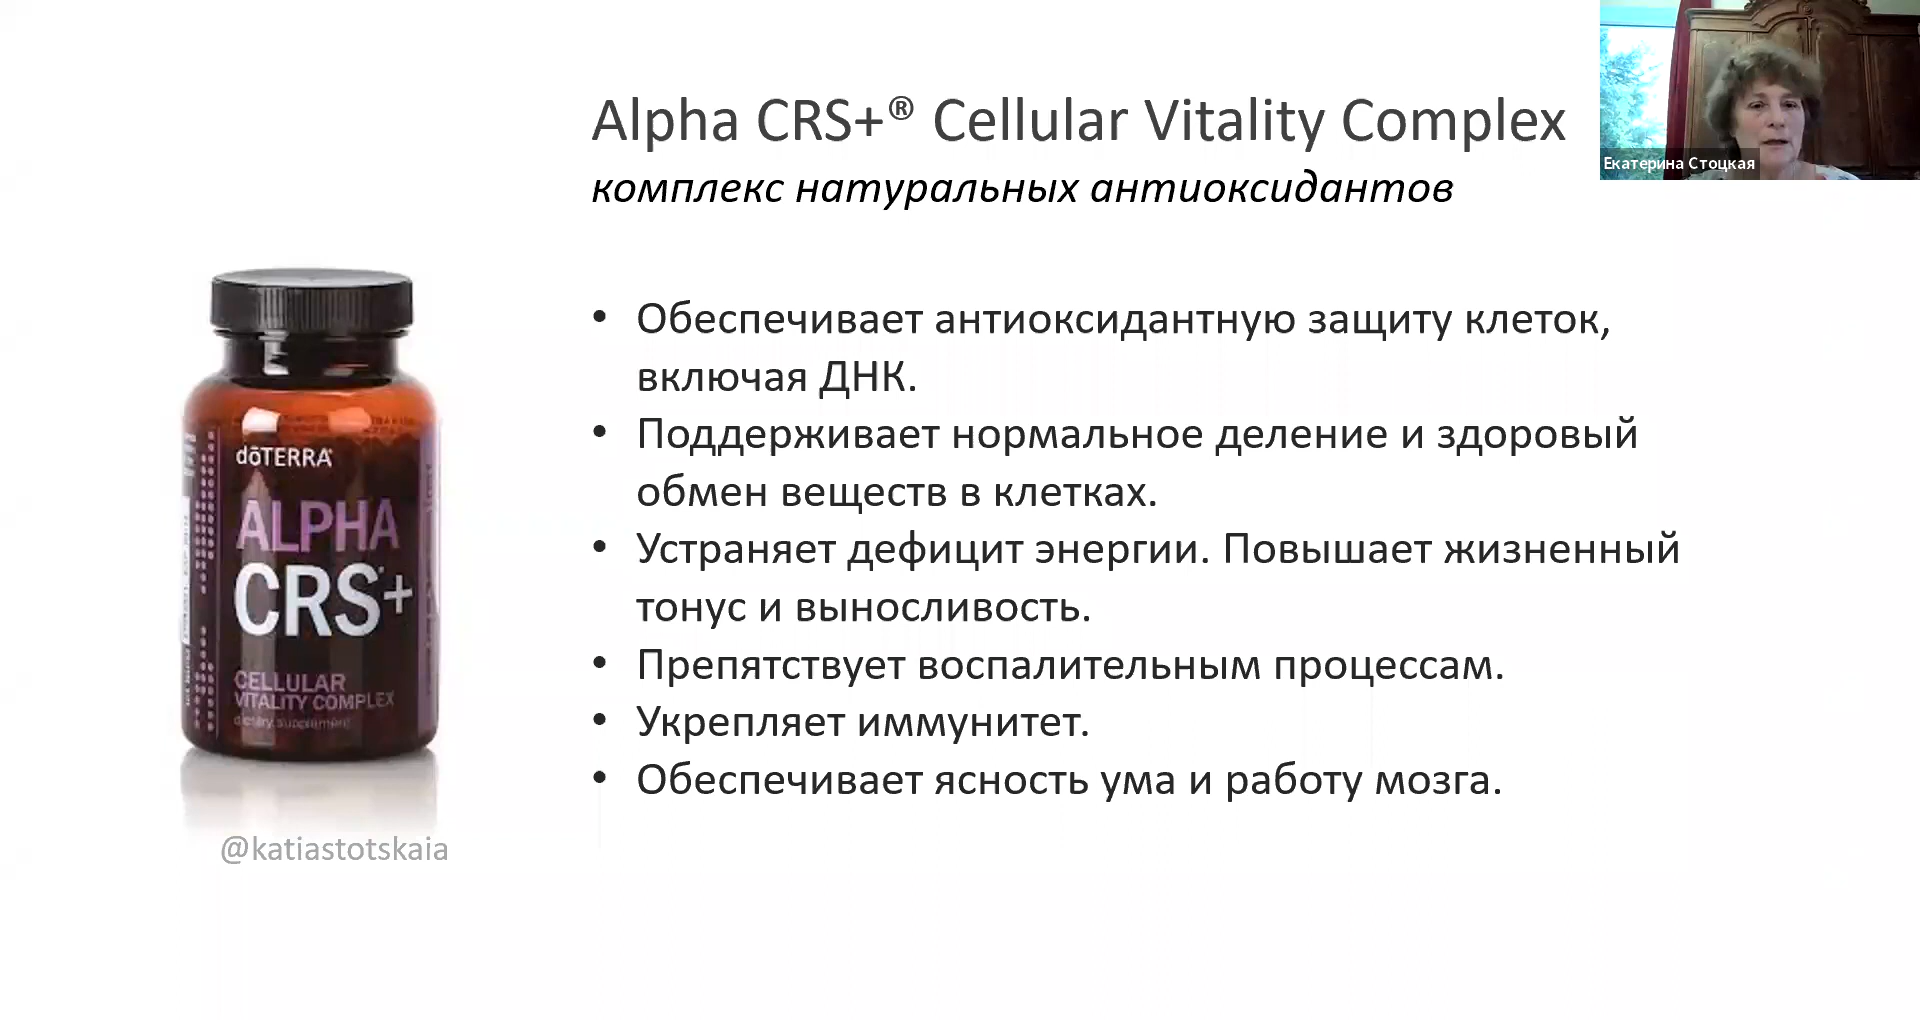 Alpha CRS+® Cellular Vitality Complex
комплекс натуральных антиоксидантов
Екатерина Стоцкая
• Обеспечивает антиоксидантную защиту клеток,
включая ДНК.
• Поддерживает нормальное деление и здоровый
обмен веществ в клетках.
• Устраняет дефицит энергии. Повышает жизненный
тонус и выносливость.
• Препятствует воспалительным процессам.
• Укрепляет иммунитет.
• Обеспечивает ясность ума и работу мозга.
dōTERRA
ALPHA
CRS+
CELLULAR
VITALITY COMPLEX
dietary supplement
@katiastotskaia